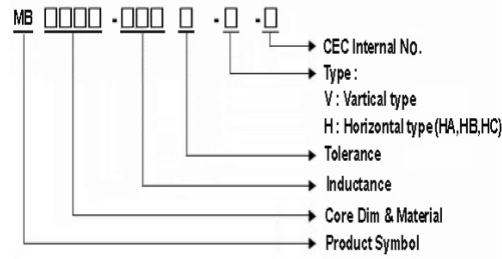 MB □□□□ - □□□ □ - □ - □
CEC Internal No.
Type :
V : Vartical type
H : Horizontal type (HA,HB,HC)
Tolerance
Inductance
Core Dim & Material
Product Symbol